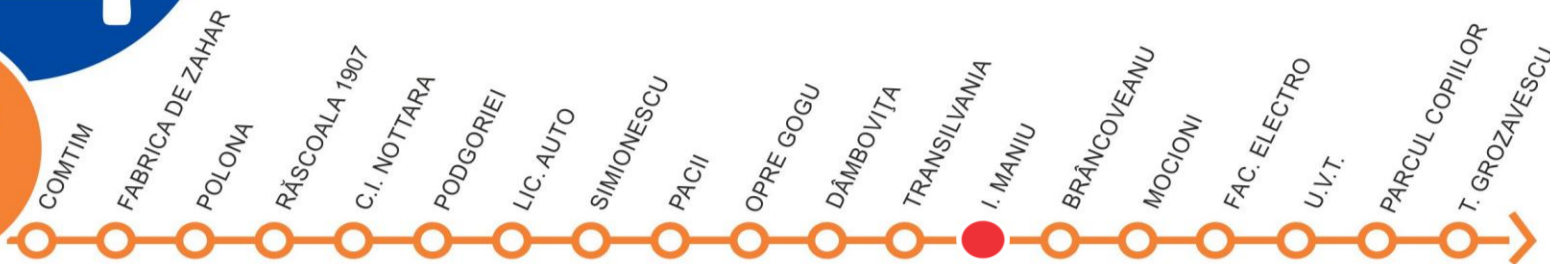 COMTIM
FABRICA DE ZAHAR
POLONA
RĂSCOALA 1907
C.I. NOTTARA
PODGORIEI
LIC. AUTO
SIMIONESCU
PACII
OPRE GOGU
DÂMBOVIȚA
TRANSILVANIA
I. MANIU
BRÂNCOVEANU
MOCIONI
FAC. ELECTRO
U.V.T.
PARCUL COPIILOR
T. GROZAVESCU